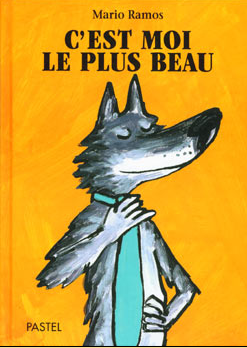 Mario Ramos
C'EST MOI
LE PLUS BEAU
PASTEL